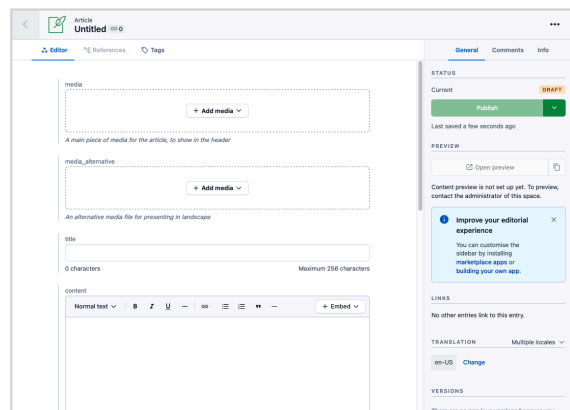 Article
Untitled 0
Editor References Tags
General Comments Info
media
+ Add media
A main piece of media for the article, to show in the header
media_alternative
+ Add media
An alternative media file for presenting in landscape
title
0 characters Maximum 256 characters
content
Normal text B I U ... + Embed
STATUS
Current DRAFT
Publish
Last saved a few seconds ago
PREVIEW
Open preview
Content preview is not set up yet. To preview,
contact the administrator of this space.
Improve your editorial
experience
You can customise the
sidebar by installing
marketplace apps or
building your own app.
LINKS
No other entries link to this entry.
TRANSLATION Multiple locales
en-US Change
VERSIONS